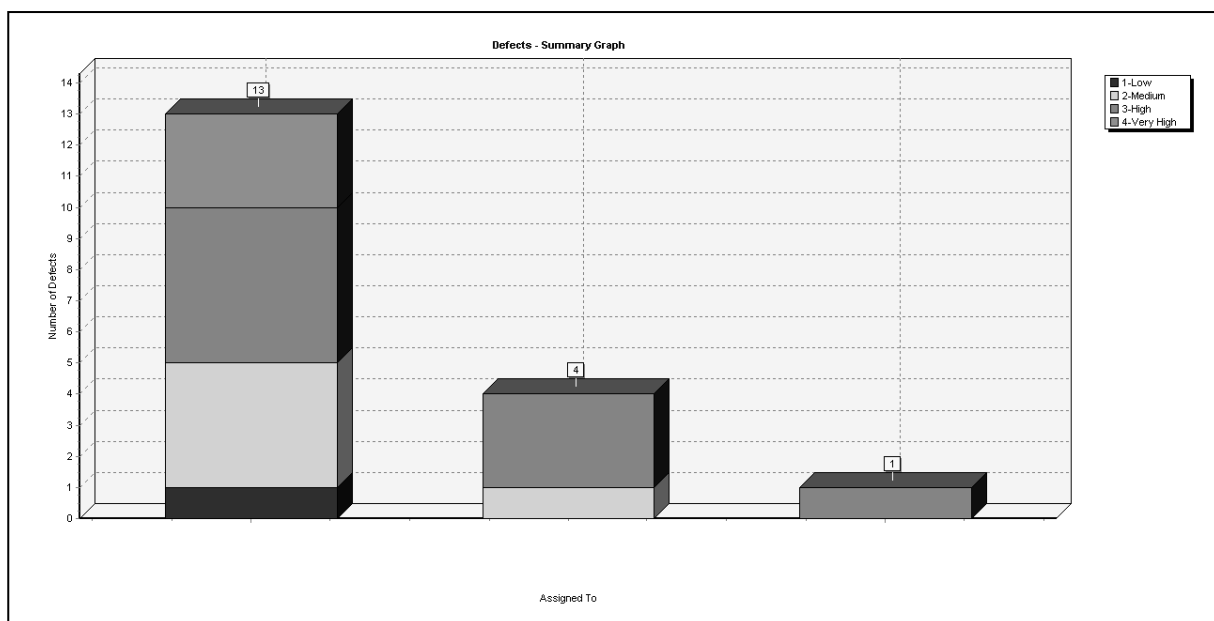 Defects - Summary Graph
1-Low
2-Medium
3-High
4-Very High
Number of Defects
14
13
12
11
10
9
8
7
6
5
4
3
2
1
0
13
4
1
Assigned To